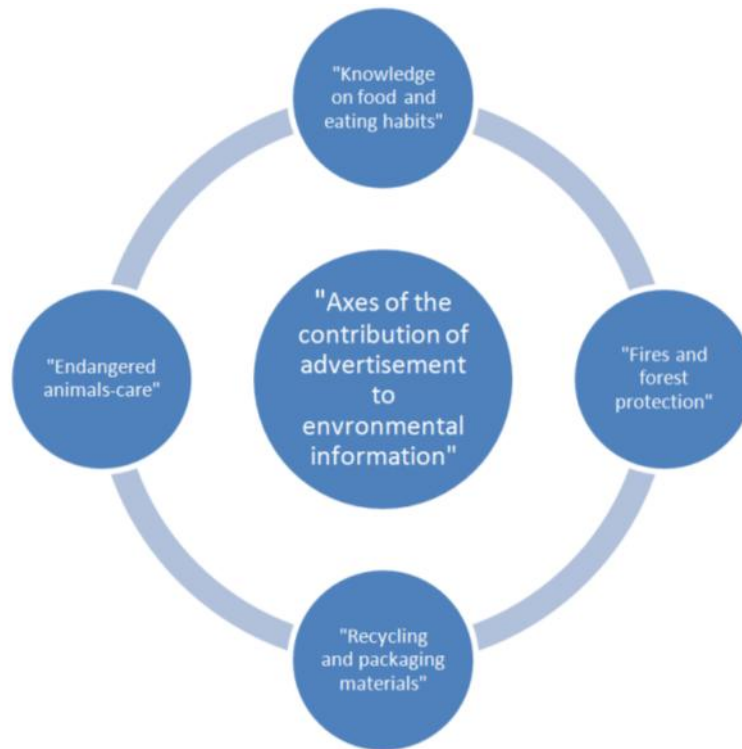 "Knowledge
on food and
eating habits"
"Axes of the
contribution of
advertisement
to
envronmental
information"
"Endangered
animals-care"
"Fires and
forest
protection"
"Recycling
and packaging
materials"